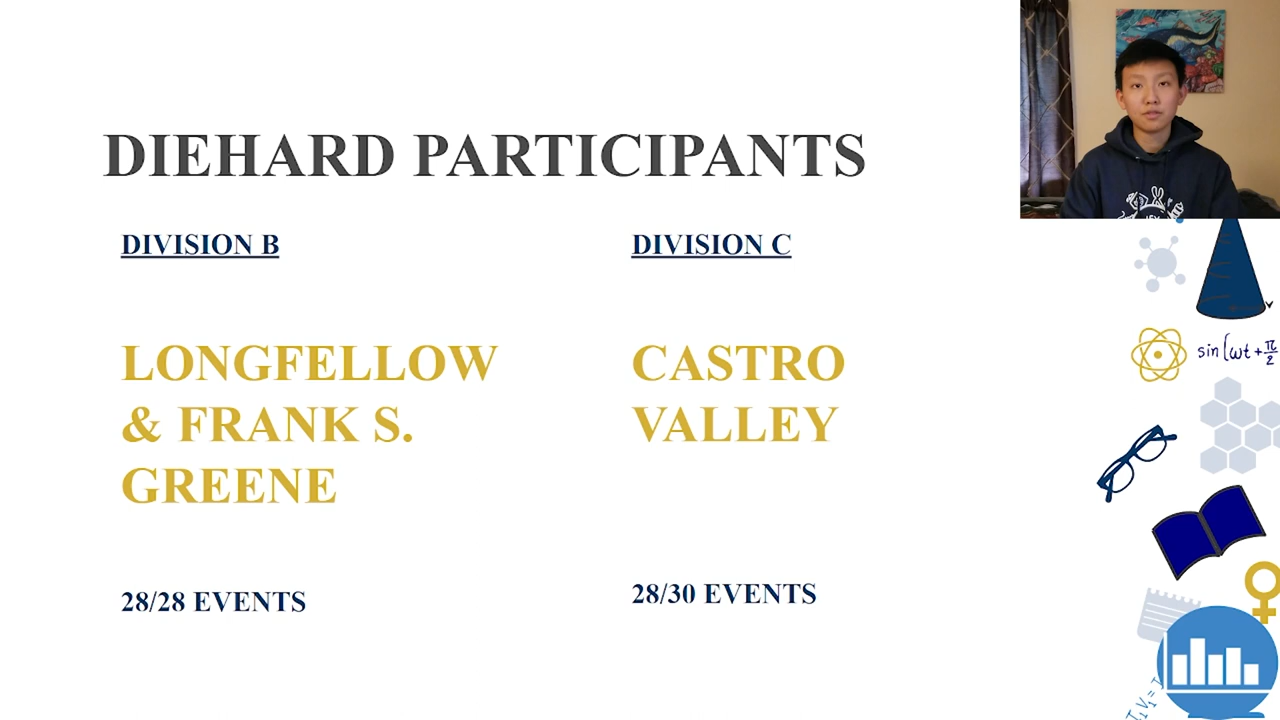 DIEHARD PARTICIPANTS
DIVISION B
LONGFELLOW
& FRANK S.
GREENE
28/28 EVENTS
DIVISION C
CASTRO
VALLEY
28/30 EVENTS
sin(ωt + π/2